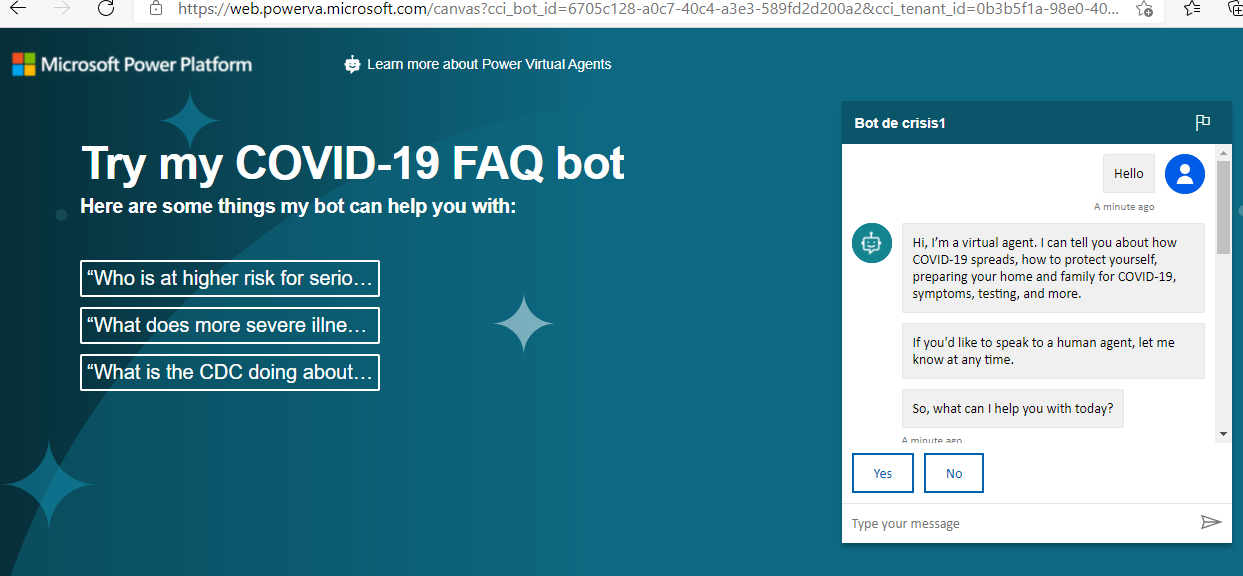 https://web.powerva.microsoft.com/canvas?cci_bot_id=6705c128-a0c7-40c4-a3e3-589fd2d200a2&cci_tenant_id=0b3b5f1a-98e0-40...
Microsoft Power Platform
Learn more about Power Virtual Agents
Try my COVID-19 FAQ bot
Here are some things my bot can help you with:
“Who is at higher risk for serio...
“What does more severe illne...
“What is the CDC doing about...
Bot de crisis1
Hello
A minute ago
Hi, I’m a virtual agent. I can tell you about how
COVID-19 spreads, how to protect yourself,
preparing your home and family for COVID-19,
symptoms, testing, and more.
If you'd like to speak to a human agent, let me
know at any time.
So, what can I help you with today?
A minute ago
Yes
No
Type your message